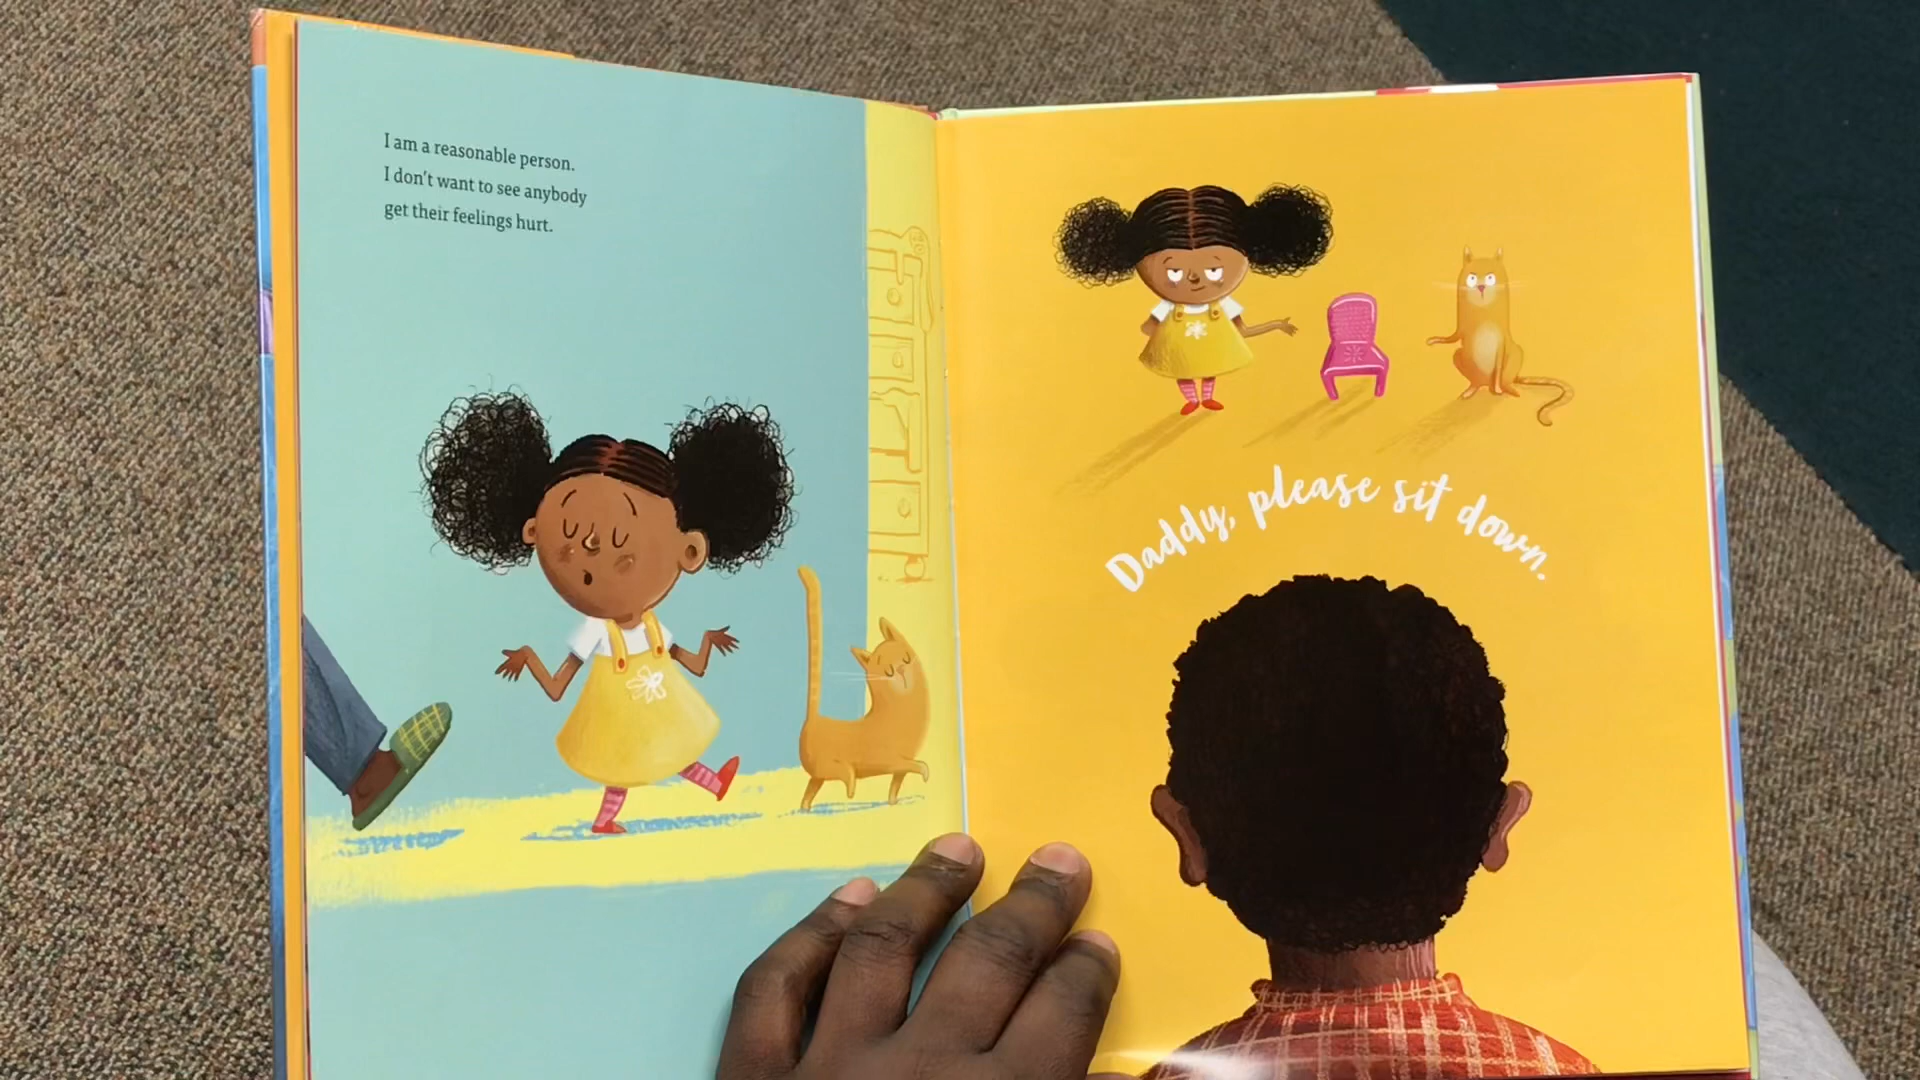 I am a reasonable person.
I don't want to see anybody
get their feelings hurt.
Daddy, please sit down.